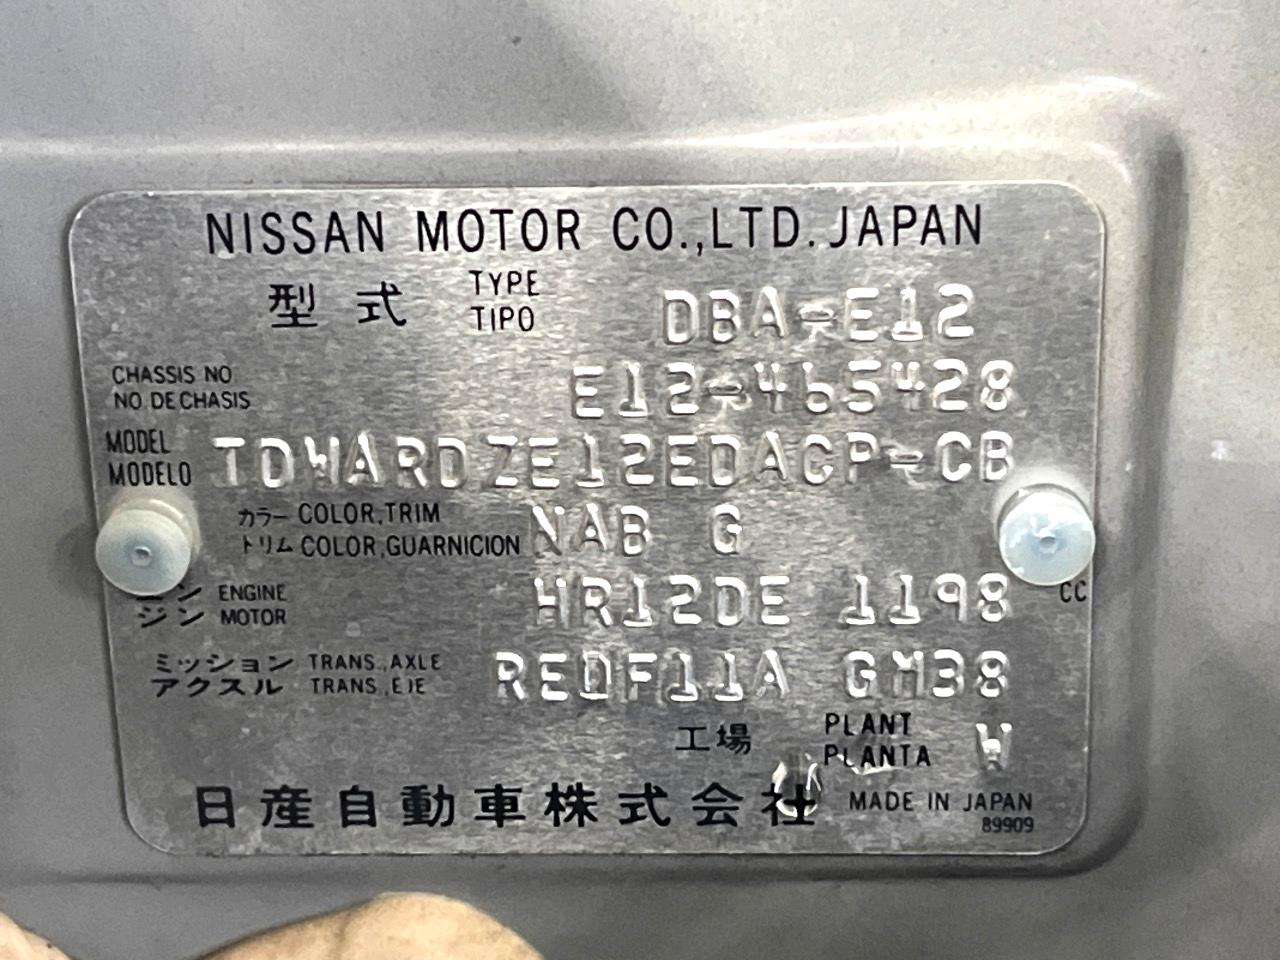 NISSAN MOTOR CO.,LTD. JAPAN
型式 TYPE DBA-E12
TIPO
CHASSIS NO E12-465428
NO DE CHASIS
MODEL TDWARDZE12EDACP-CB
MODELO
カラー COLOR,TRIM NAB G
トリム COLOR,GUARNICION
ン ENGINE HR12DE 1198 CC
ジン MOTOR
ミッション TRANS.,AXLE REDF11A GM38
アクスル TRANS.,EJE
工場 PLANT W
PLANTA
日産自動車株式会社 MADE IN JAPAN
89909